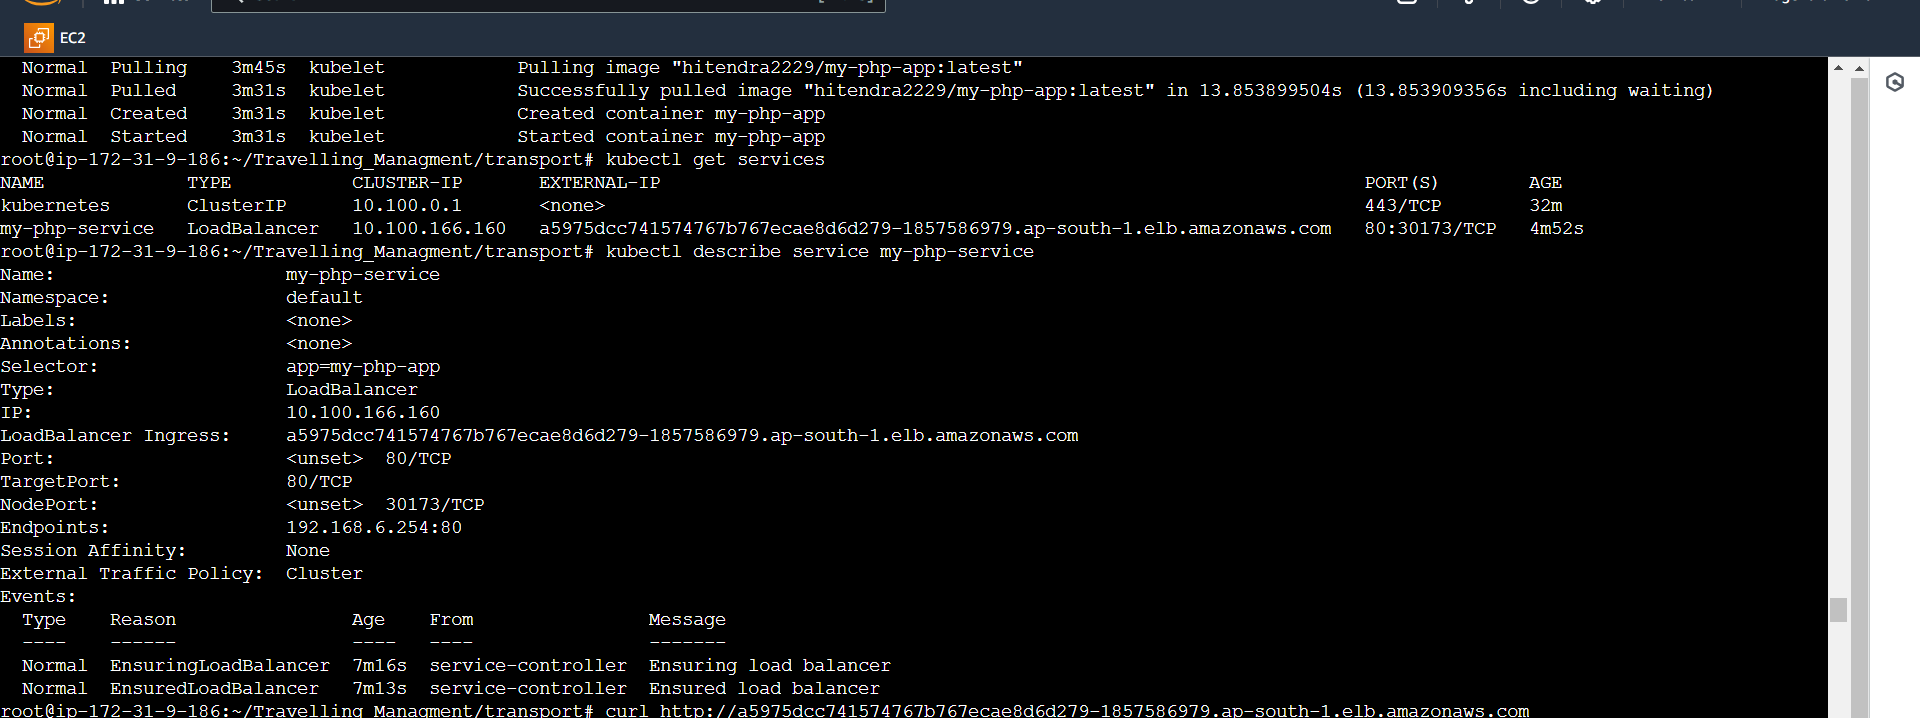 EC2
Normal Pulling 3m45s kubelet Pulling image "hitendra2229/my-php-app:latest"
Normal Pulled 3m31s kubelet Successfully pulled image "hitendra2229/my-php-app:latest" in 13.853899504s (13.853909356s including waiting)
Normal Created 3m31s kubelet Created container my-php-app
Normal Started 3m31s kubelet Started container my-php-app
root@ip-172-31-9-186:~/Travelling_Managment/transport# kubectl get services
NAME TYPE CLUSTER-IP EXTERNAL-IP PORT(S) AGE
kubernetes ClusterIP 10.100.0.1 <none> 443/TCP 32m
my-php-service LoadBalancer 10.100.166.160 a5975dcc741574767b767ecae8d6d279-1857586979.ap-south-1.elb.amazonaws.com 80:30173/TCP 4m52s
root@ip-172-31-9-186:~/Travelling_Managment/transport# kubectl describe service my-php-service
Name: my-php-service
Namespace: default
Labels: <none>
Annotations: <none>
Selector: app=my-php-app
Type: LoadBalancer
IP: 10.100.166.160
LoadBalancer Ingress: a5975dcc741574767b767ecae8d6d279-1857586979.ap-south-1.elb.amazonaws.com
Port: <unset> 80/TCP
TargetPort: 80/TCP
NodePort: <unset> 30173/TCP
Endpoints: 192.168.6.254:80
Session Affinity: None
External Traffic Policy: Cluster
Events:
Type Reason Age From Message
---- ------ ---- ---- -------
Normal EnsuringLoadBalancer 7m16s service-controller Ensuring load balancer
Normal EnsuredLoadBalancer 7m13s service-controller Ensured load balancer
root@ip-172-31-9-186:~/Travelling_Managment/transport# curl http://a5975dcc741574767b767ecae8d6d279-1857586979.ap-south-1.elb.amazonaws.com